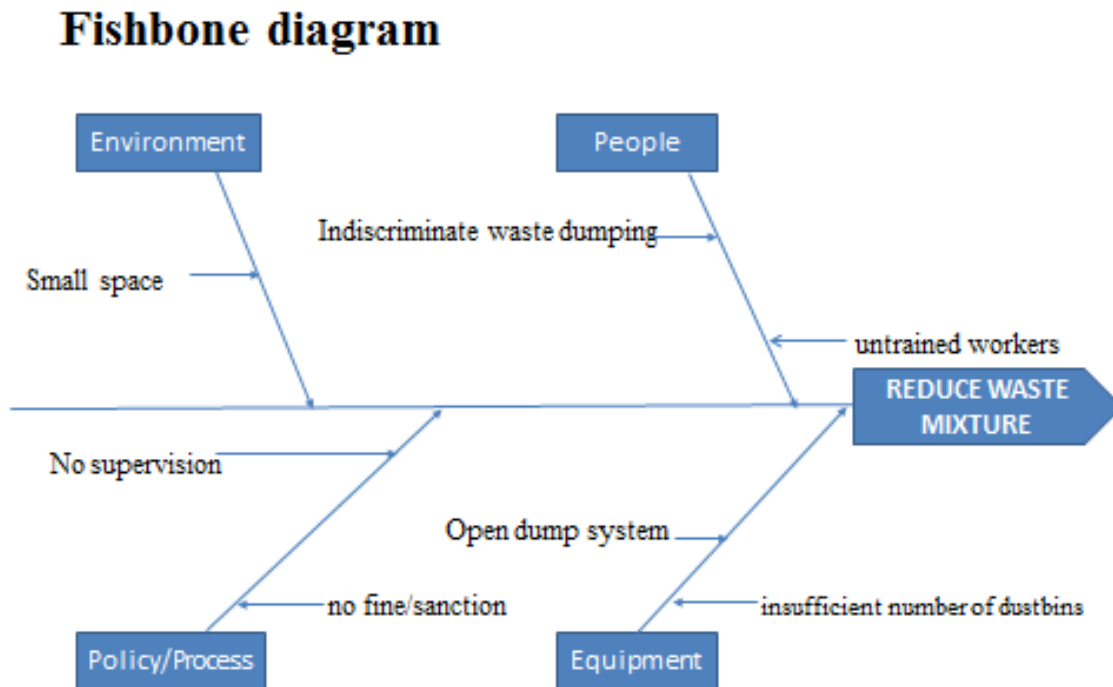 Fishbone diagram
Environment
People
Indiscriminate waste dumping
Small space
untrained workers
REDUCE WASTE
MIXTURE
No supervision
Open dump system
no fine/sanction
insufficient number of dustbins
Policy/Process
Equipment